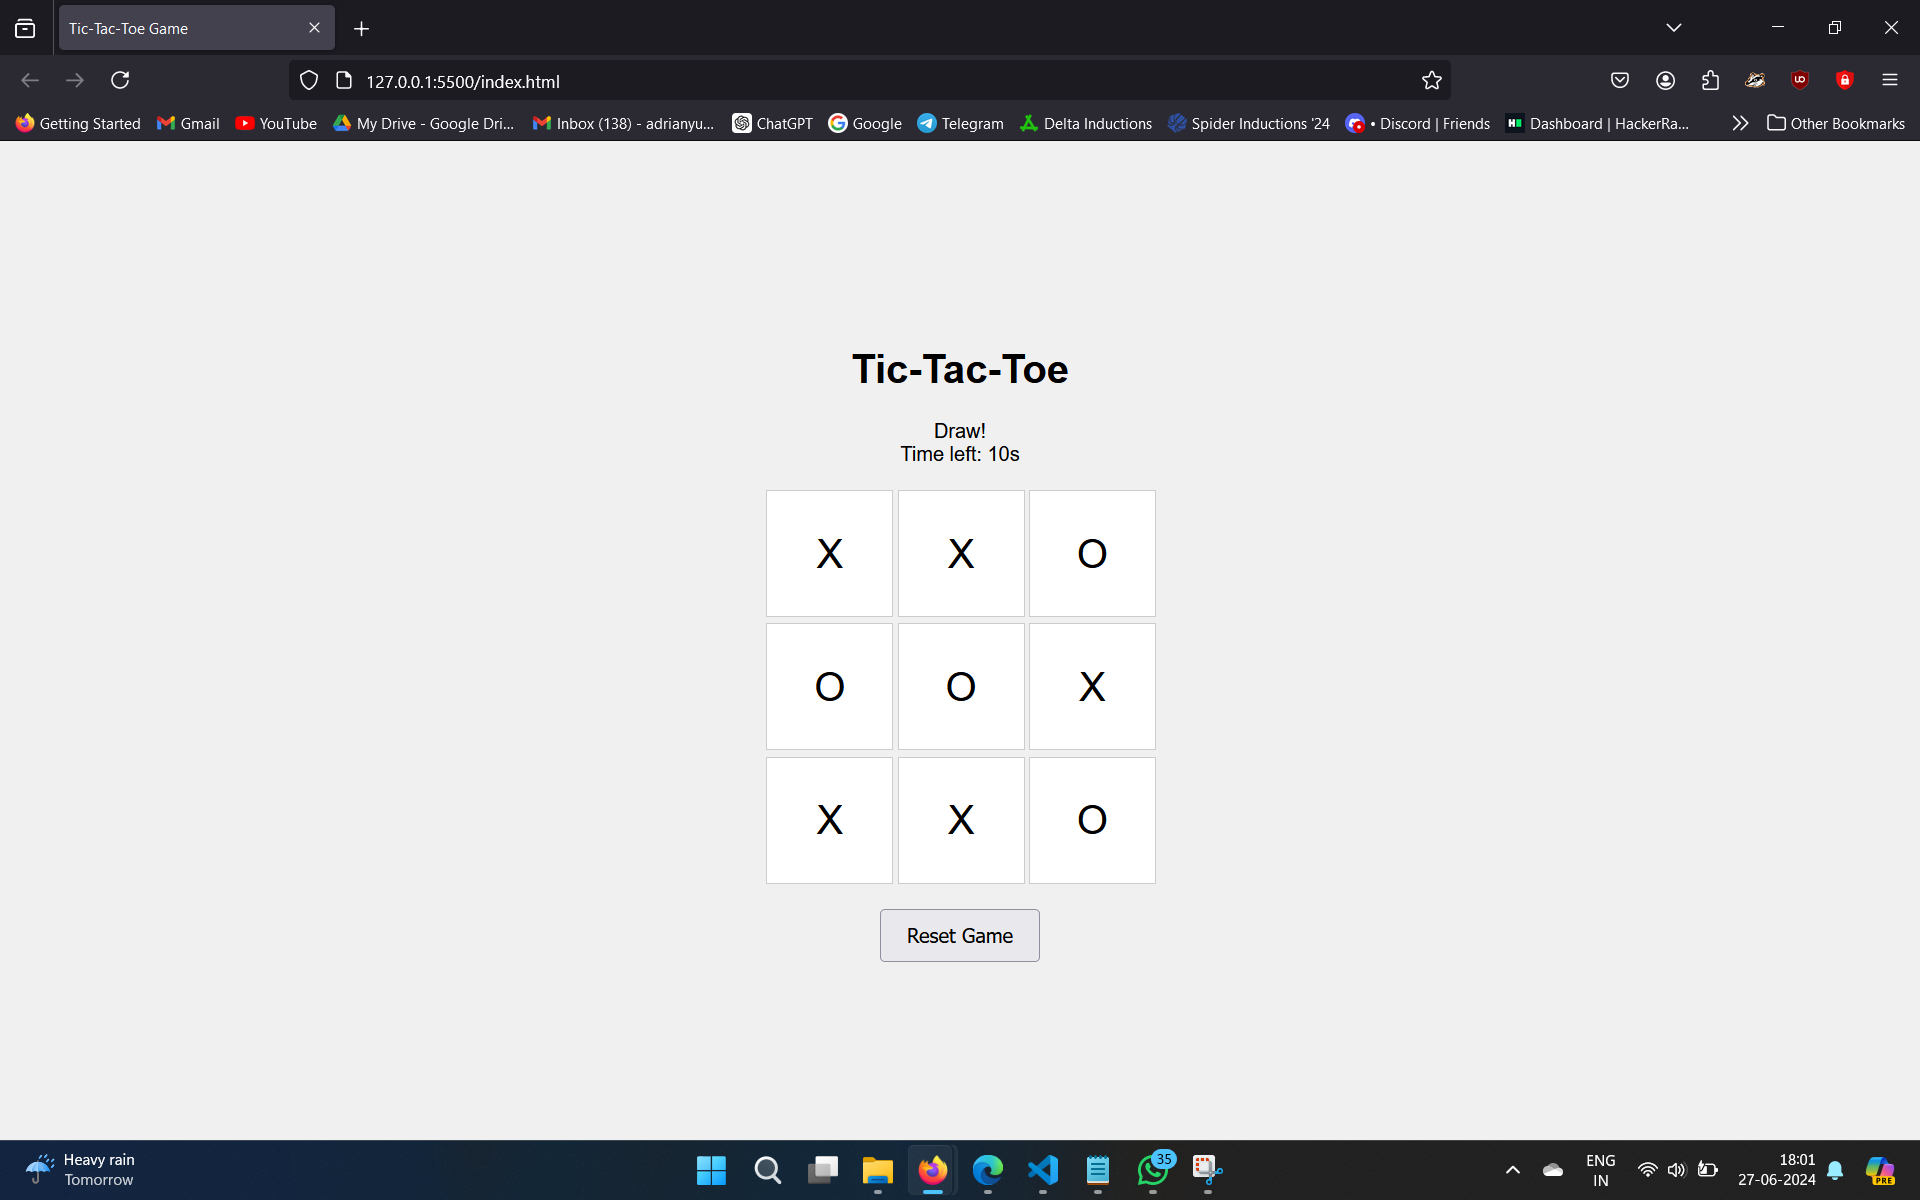 Tic-Tac-Toe Game
127.0.0.1:5500/index.html
Getting Started Gmail YouTube My Drive - Google Dri... Inbox (138) - adrianyu... ChatGPT Google Telegram Delta Inductions Spider Inductions '24 • Discord | Friends Dashboard | HackerRa... Other Bookmarks
Tic-Tac-Toe
Draw!
Time left: 10s
X X O
O O X
X X O
Reset Game
Heavy rain
Tomorrow
35
ENG
IN
18:01
27-06-2024
PRE